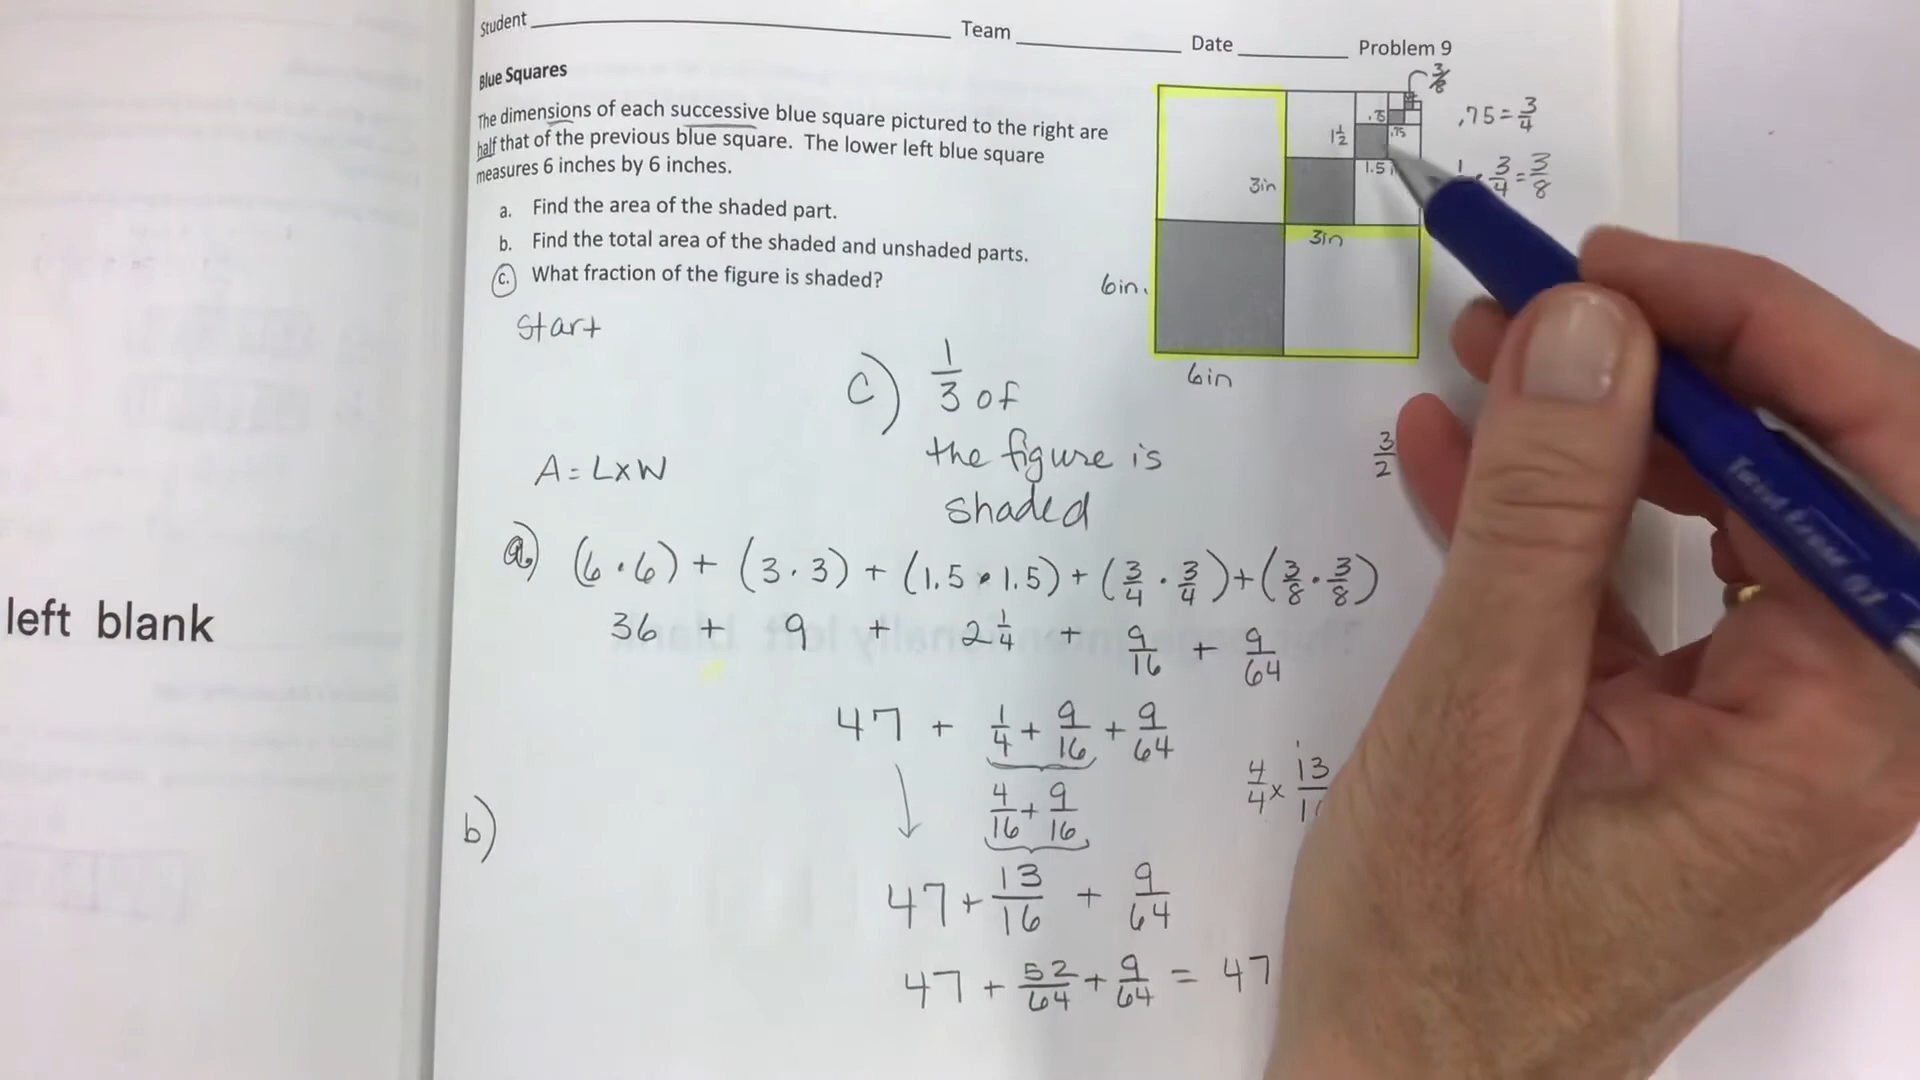 Student Team Date Problem 9
Blue Squares
The dimensions of each successive blue square pictured to the right are
half that of the previous blue square. The lower left blue square
measures 6 inches by 6 inches.
a. Find the area of the shaded part.
b. Find the total area of the shaded and unshaded parts.
c. What fraction of the figure is shaded?
start
3/8
.75 = 3/4
3/4 = 3/8
.75
1 1/2
1.5
3in
3in
6in.
6in
3/2
c) 1/3 of
the figure is
shaded
A = L x W
a) (6 · 6) + (3 . 3) + (1.5 • 1.5) + (3/4 · 3/4) + (3/8 · 3/8)
36 + 9 + 2 1/4 + 9/16 + 9/64
47 + 1/4 + 9/16 + 9/64
4/16 + 9/16
4/4 x 13
b)
47 + 13/16 + 9/64
47 + 52/64 + 9/64 = 47
left blank